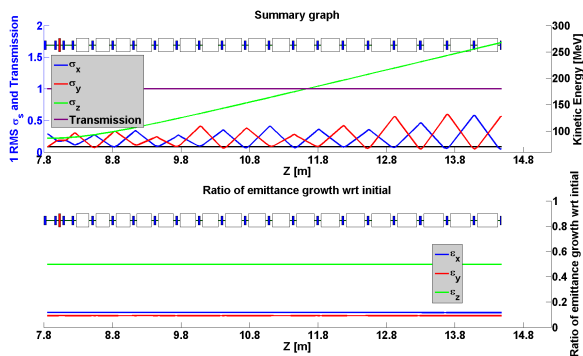 Summary graph
2
1.5
1
0.5
0
300
250
200
150
100
1 RMS σs and Transmission
Kinetic Energy [MeV]
σx
σy
σz
Transmission
7.8 8.8 9.8 10.8 11.8 12.8 13.8 14.8
Z [m]
Ratio of emittance growth wrt initial
1
0.8
0.6
0.4
0.2
0
Ratio of emittance growth wrt intial
εx
εy
εz
7.8 8.8 9.8 10.8 11.8 12.8 13.8 14.8
Z [m]